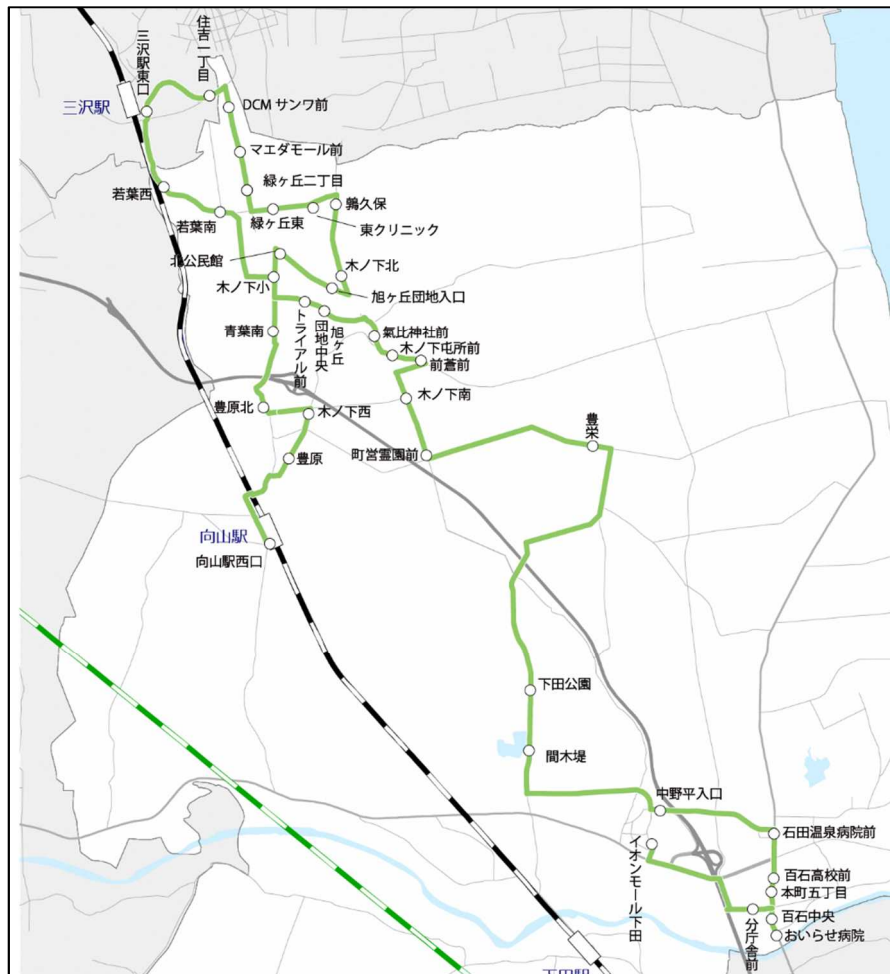 住吉一丁目
三沢駅東口
三沢駅
DCM サンワ前
マエダモール前
緑ヶ丘二丁目
若葉西
鶉久保
若葉南
緑ヶ丘東
東クリニック
北公民館
木ノ下北
木ノ下小
旭ヶ丘団地入口
青葉南
トライアル前
旭ヶ丘
団地中央
氣比神社前
木ノ下屯所前
前蒼前
木ノ下南
豊原北
木ノ下西
豊栄
豊原
町営霊園前
向山駅
向山駅西口
下田公園
間木堤
中野平入口
石田温泉病院前
イオンモール下田
百石高校前
本町五丁目
百石中央
分庁舎前
おいらせ病院
下田駅